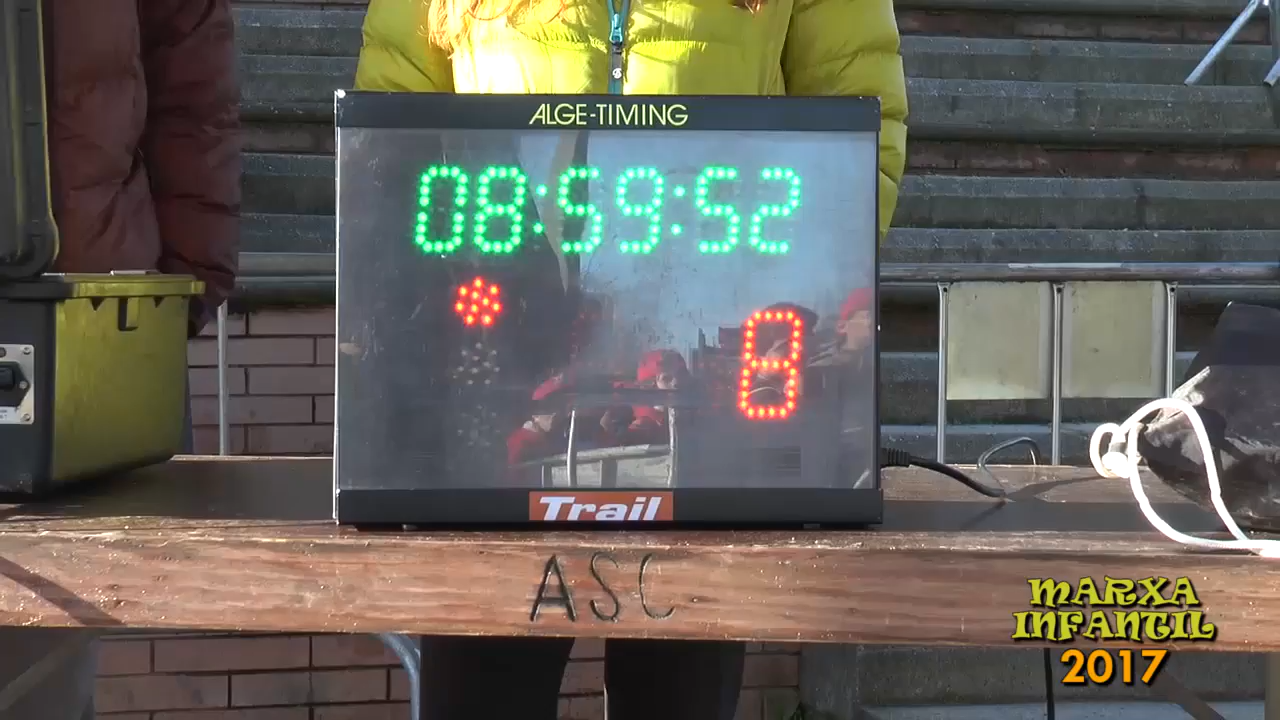 ALGE-TIMING
08:59:52
8
Trail
ASC
MARXA
INFANTIL
2017